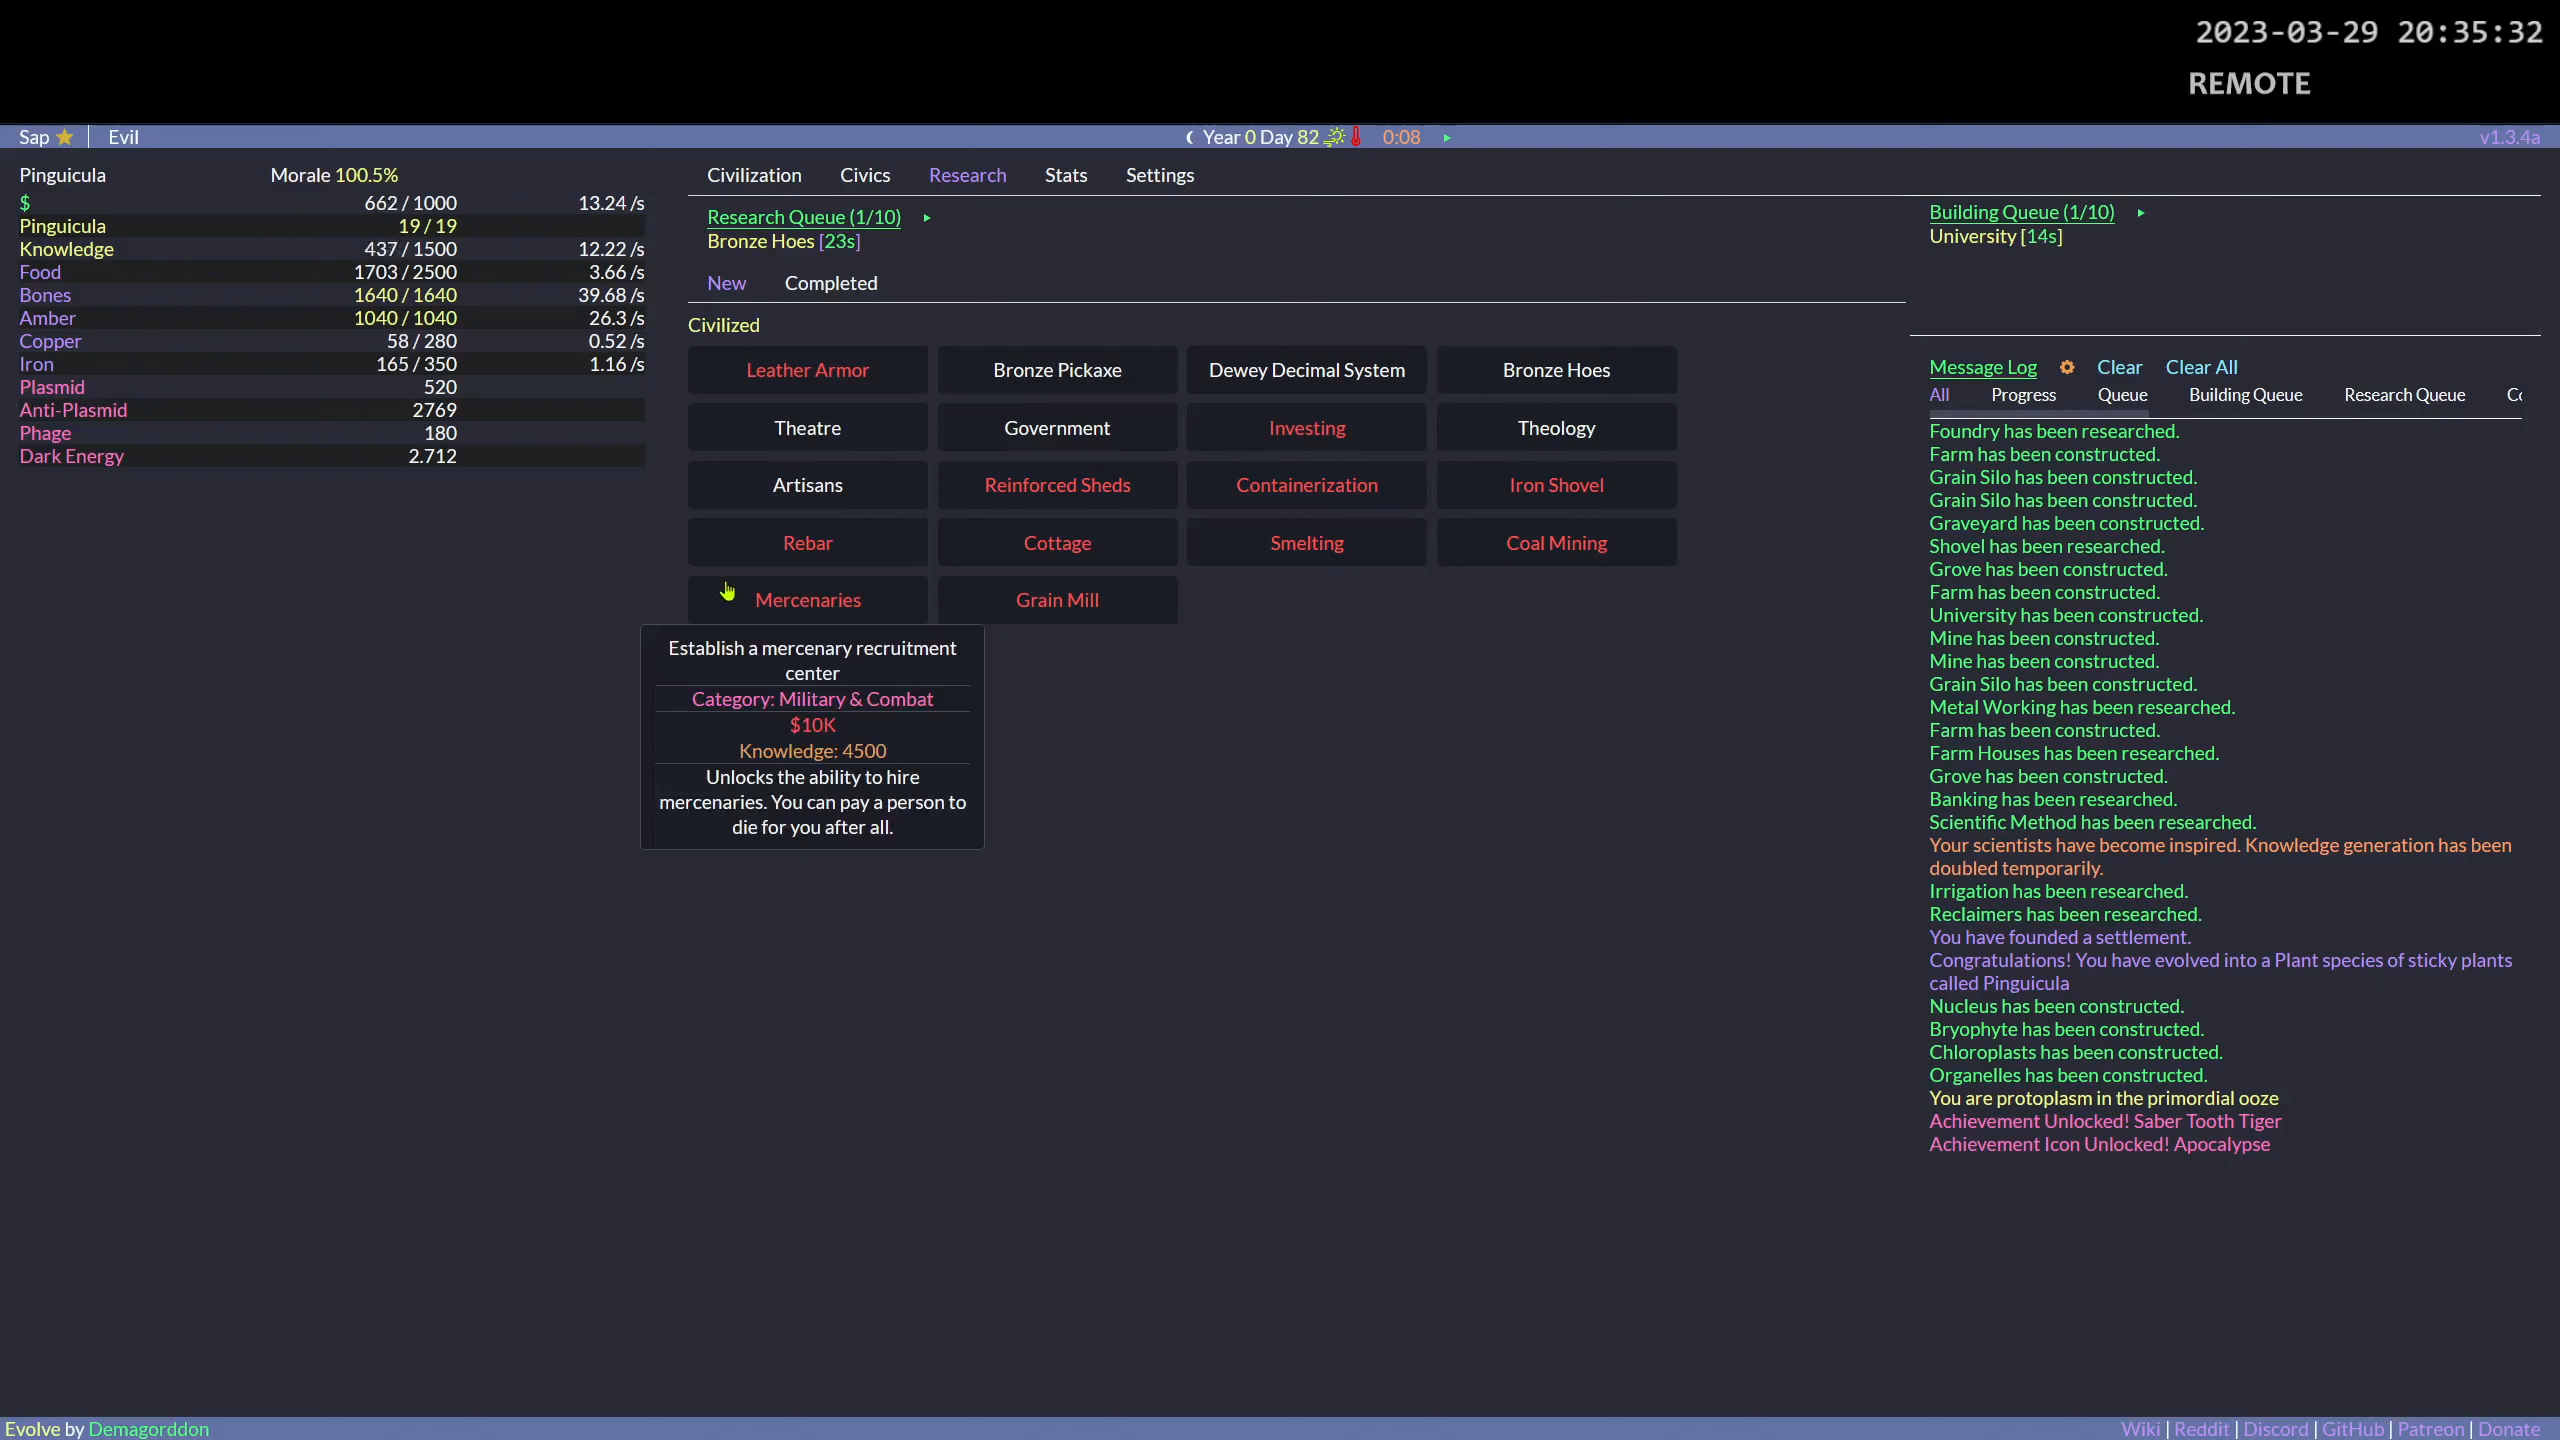 2023-03-29 20:35:32
REMOTE
Sap Evil Year 0 Day 82 0:08 v1.3.4a
Pinguicula Morale 100.5%
$ 662 / 1000 13.24 /s
Pinguicula 19 / 19
Knowledge 437 / 1500 12.22 /s
Food 1703 / 2500 3.66 /s
Bones 1640 / 1640 39.68 /s
Amber 1040 / 1040 26.3 /s
Copper 58 / 280 0.52 /s
Iron 165 / 350 1.16 /s
Plasmid 520
Anti-Plasmid 2769
Phage 180
Dark Energy 2.712
Civilization Civics Research Stats Settings
Research Queue (1/10)
Bronze Hoes [23s]
New Completed
Civilized
Leather Armor Bronze Pickaxe Dewey Decimal System Bronze Hoes
Theatre Government Investing Theology
Artisans Reinforced Sheds Containerization Iron Shovel
Rebar Cottage Smelting Coal Mining
Mercenaries Grain Mill
Establish a mercenary recruitment
center
Category: Military & Combat
$10K
Knowledge: 4500
Unlocks the ability to hire
mercenaries. You can pay a person to
die for you after all.
Building Queue (1/10)
University [14s]
Message Log Clear Clear All
All Progress Queue Building Queue Research Queue
Foundry has been researched.
Farm has been constructed.
Grain Silo has been constructed.
Grain Silo has been constructed.
Graveyard has been constructed.
Shovel has been researched.
Grove has been constructed.
Farm has been constructed.
University has been constructed.
Mine has been constructed.
Mine has been constructed.
Grain Silo has been constructed.
Metal Working has been researched.
Farm has been constructed.
Farm Houses has been researched.
Grove has been constructed.
Banking has been researched.
Scientific Method has been researched.
Your scientists have become inspired. Knowledge generation has been
doubled temporarily.
Irrigation has been researched.
Reclaimers has been researched.
You have founded a settlement.
Congratulations! You have evolved into a Plant species of sticky plants
called Pinguicula
Nucleus has been constructed.
Bryophyte has been constructed.
Chloroplasts has been constructed.
Organelles has been constructed.
You are protoplasm in the primordial ooze
Achievement Unlocked! Saber Tooth Tiger
Achievement Icon Unlocked! Apocalypse
Evolve by Demagorddon Wiki | Reddit | Discord | GitHub | Patreon | Donate